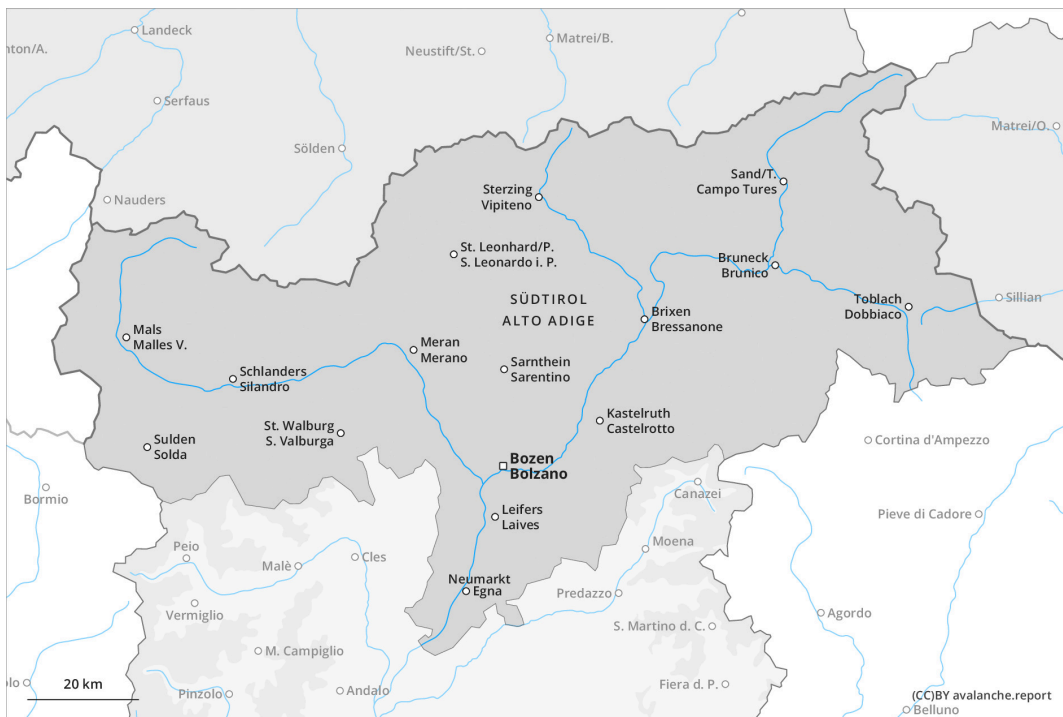 Landeck
nton/A.
Neustift/St.
Matrei/B.
Serfaus
Matrei/O.
Sölden
Nauders
Sterzing
Vipiteno
Sand/T.
Campo Tures
St. Leonhard/P.
S. Leonardo i. P.
Bruneck
Brunico
SÜDTIROL
ALTO ADIGE
Toblach
Dobbiaco
Sillian
Brixen
Bressanone
Mals
Malles V.
Meran
Merano
Sarnthein
Sarentino
Schlanders
Silandro
Kastelruth
Castelrotto
St. Walburg
S. Valburga
Sulden
Solda
Cortina d'Ampezzo
Bozen
Bolzano
Bormio
Canazei
Leifers
Laives
Pieve di Cadore
Peio
Malè
Cles
Moena
Neumarkt
Egna
Predazzo
Vermiglio
Agordo
S. Martino d. C.
M. Campiglio
olo
20 km
Pinzolo
Andalo
Fiera d. P.
(CC)BY avalanche.report
Belluno